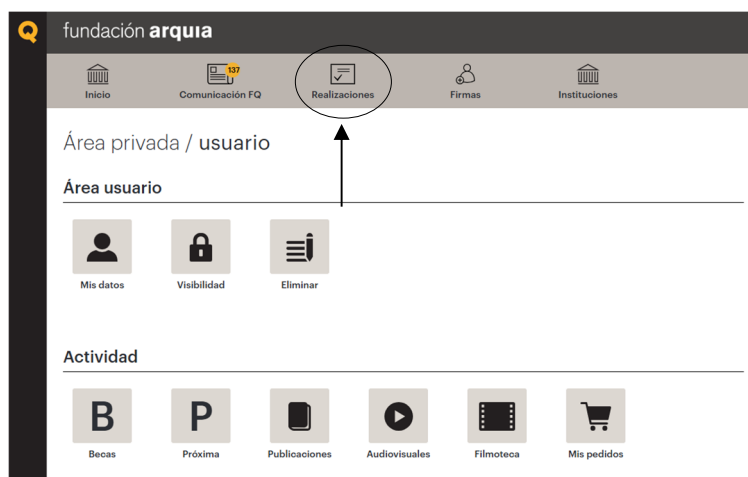 fundación arquia
137
Inicio
Comunicación FQ
Realizaciones
Firmas
Instituciones
Área privada / usuario
Área usuario
Mis datos
Visibilidad
Eliminar
Actividad
B
P
Becas
Próxima
Publicaciones
Audiovisuales
Filmoteca
Mis pedidos